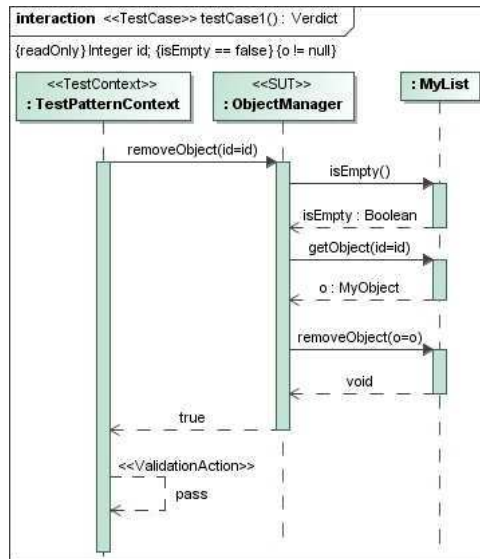 interaction <<TestCase>> testCase1() : Verdict
{readOnly} Integer id; {isEmpty == false} {o != null}
<<TestContext>>
: TestPatternContext
<<SUT>>
: ObjectManager
: MyList
removeObject(id=id)
isEmpty()
isEmpty : Boolean
getObject(id=id)
o : MyObject
removeObject(o=o)
void
true
<<ValidationAction>>
pass